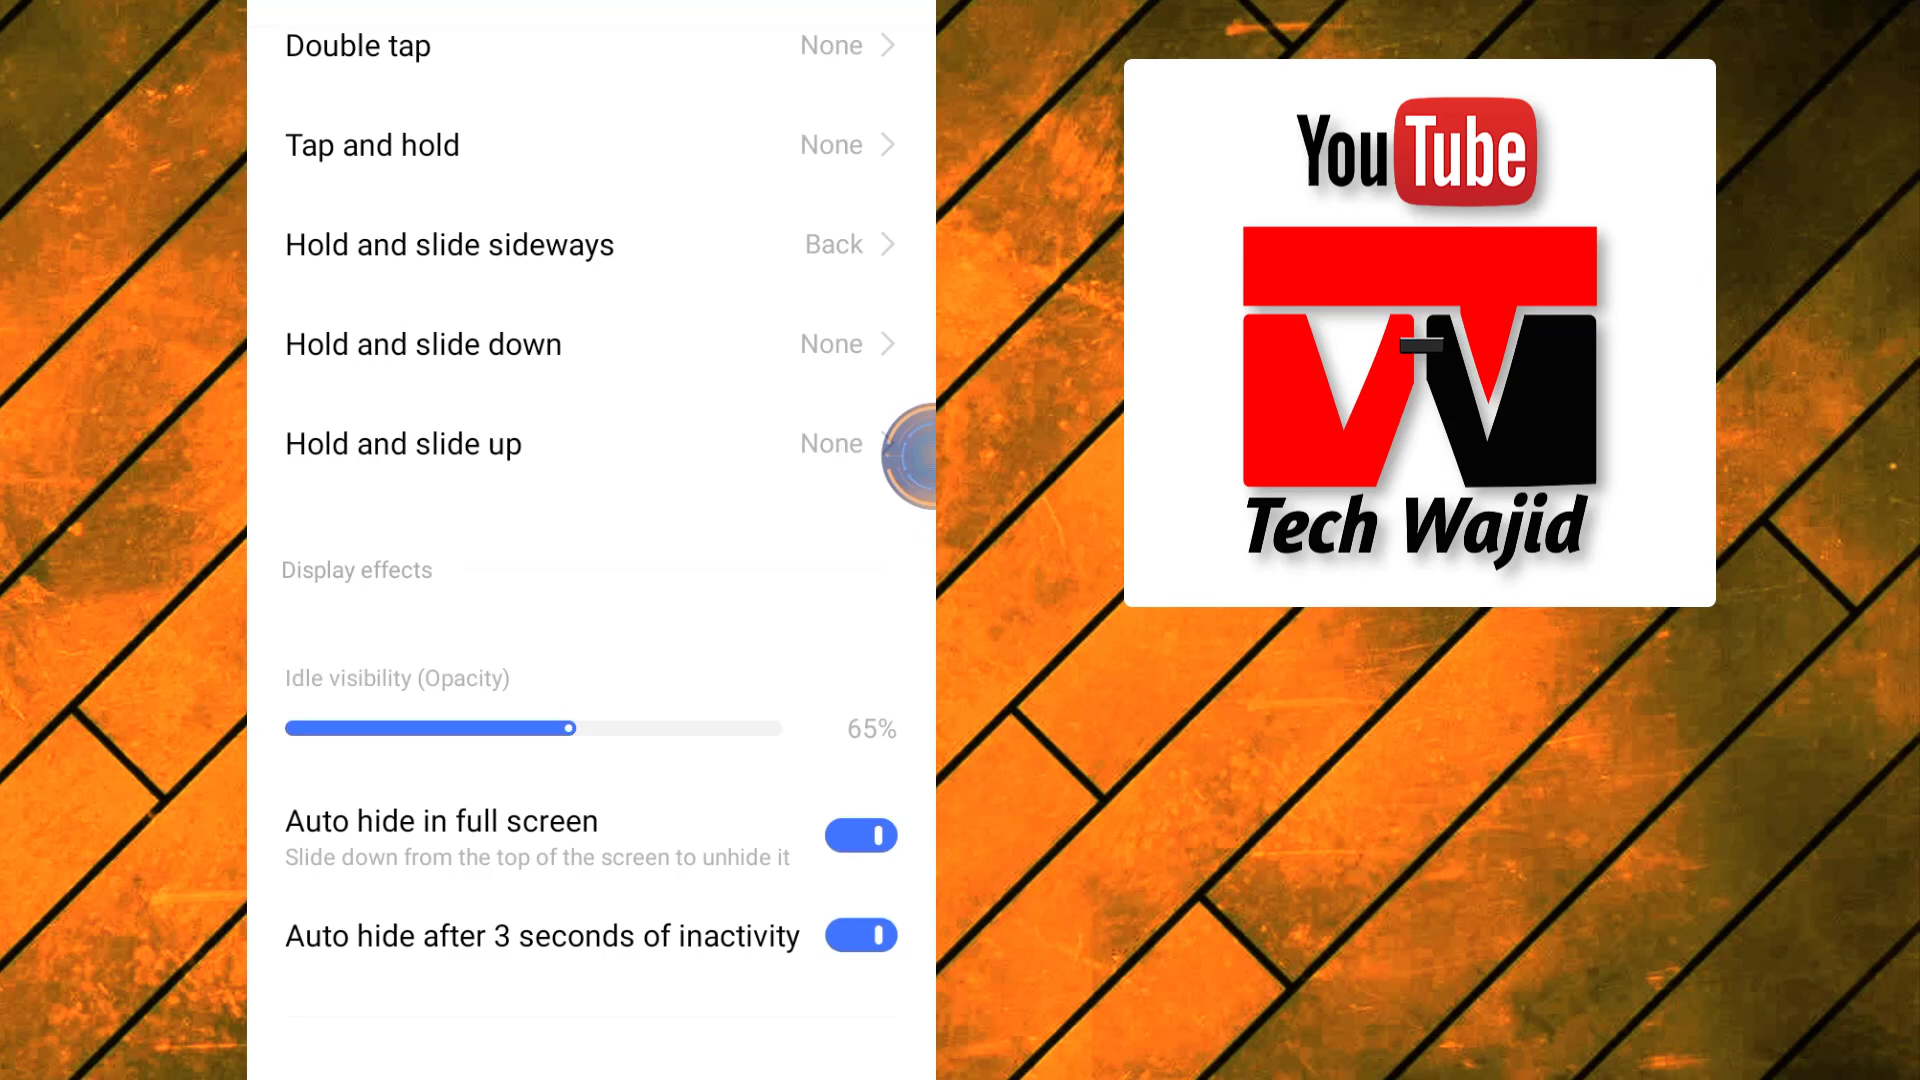 Double tap None
Tap and hold None
Hold and slide sideways Back
Hold and slide down None
Hold and slide up None
Display effects
Idle visibility (Opacity)
65%
Auto hide in full screen
Slide down from the top of the screen to unhide it
Auto hide after 3 seconds of inactivity
YouTube
Tech Wajid